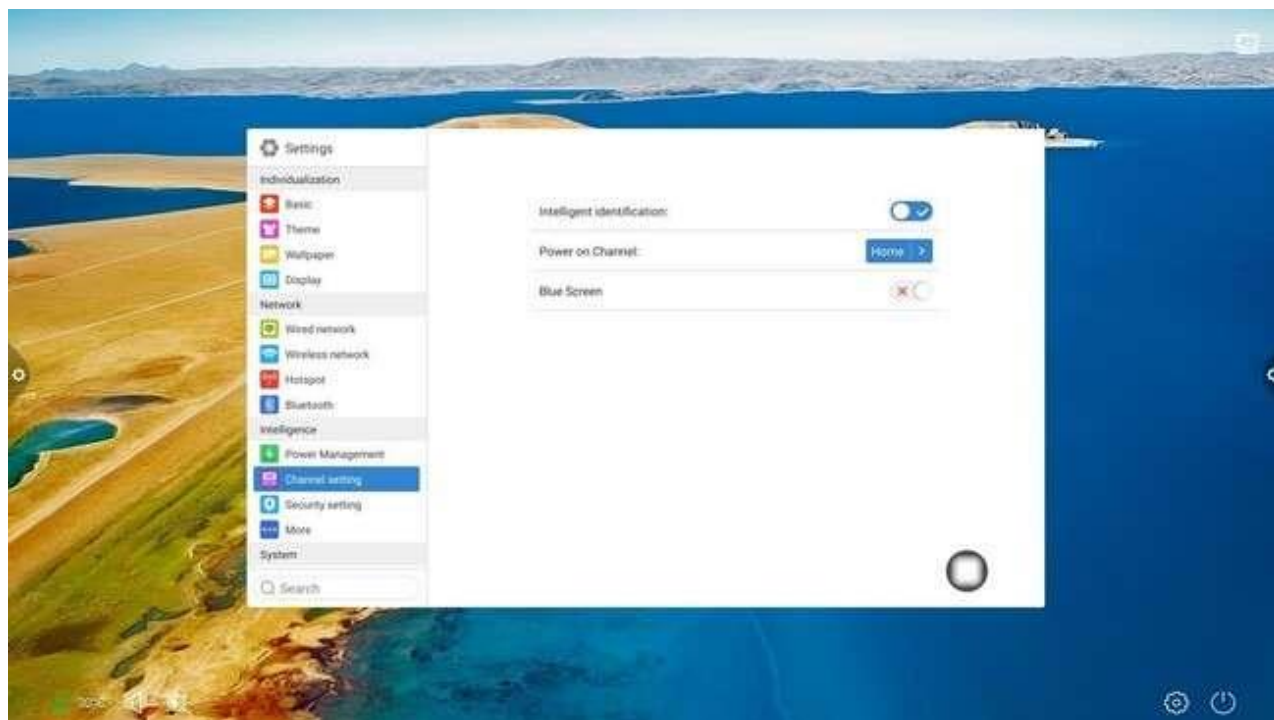 Settings
Individualization
Basic
Theme
Wallpaper
Display
Network
Wired network
Wireless network
Hotspot
Bluetooth
Intelligence
Power Management
Channel setting
Security setting
More
System
Search
Intelligent identification:
Power on Channel:
Home
Blue Screen